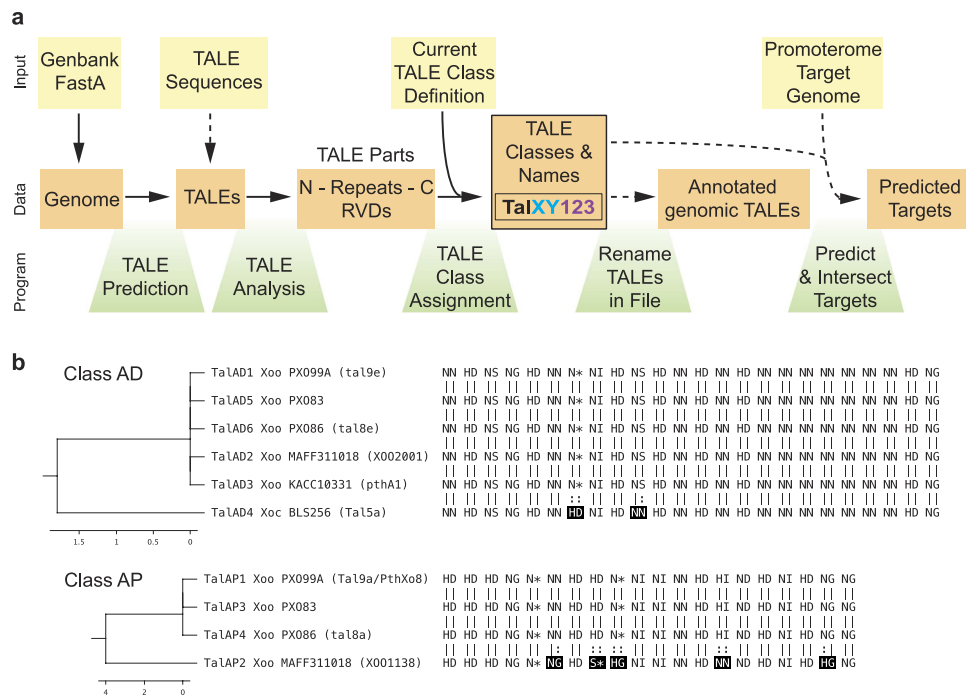 a
Input
Genbank
FastA
TALE
Sequences
Current
TALE Class
Definition
Promoterome
Target
Genome
Data
Genome
TALEs
TALE Parts
N - Repeats - C
RVDs
TALE
Classes &
Names
TalXY123
Annotated
genomic TALEs
Predicted
Targets
Program
TALE
Prediction
TALE
Analysis
TALE
Class
Assignment
Rename
TALEs
in File
Predict
& Intersect
Targets
b
Class AD
TalAD1 Xoo PXO99A (tal9e) NN HD NS NG HD NN N* NI HD NS HD NN HD NN HD NN NN NN NN NN NN NN HD NG
TalAD5 Xoo PXO83 NN HD NS NG HD NN N* NI HD NS HD NN HD NN HD NN NN NN NN NN NN NN HD NG
TalAD6 Xoo PXO86 (tal8e) NN HD NS NG HD NN N* NI HD NS HD NN HD NN HD NN NN NN NN NN NN NN HD NG
TalAD2 Xoo MAFF311018 (XOO2001) NN HD NS NG HD NN N* NI HD NS HD NN HD NN HD NN NN NN NN NN NN NN HD NG
TalAD3 Xoo KACC10331 (pthA1) NN HD NS NG HD NN N* NI HD NS HD NN HD NN HD NN NN NN NN NN NN NN HD NG
TalAD4 Xoc BLS256 (Tal5a) NN HD NS NG HD NN HD NI HD NN HD NN HD NN HD NN NN NN NN NN NN NN HD NG
1.5 1 0.5 0
Class AP
TalAP1 Xoo PXO99A (Tal9a/PthXo8) HD HD HD NG N* NN HD HD N* NI NI NN HD HI ND HD NI HD NG NG
TalAP3 Xoo PXO83 HD HD HD NG N* NN HD HD N* NI NI NN HD HI ND HD NI HD NG NG
TalAP4 Xoo PXO86 (tal8a) HD HD HD NG N* NN HD HD N* NI NI NN HD HI ND HD NI HD NG NG
TalAP2 Xoo MAFF311018 (XOO1138) HD HD HD NG N* NG HD S* HG NI NI NN HD NN ND HD NI HD HG NG
4 2 0